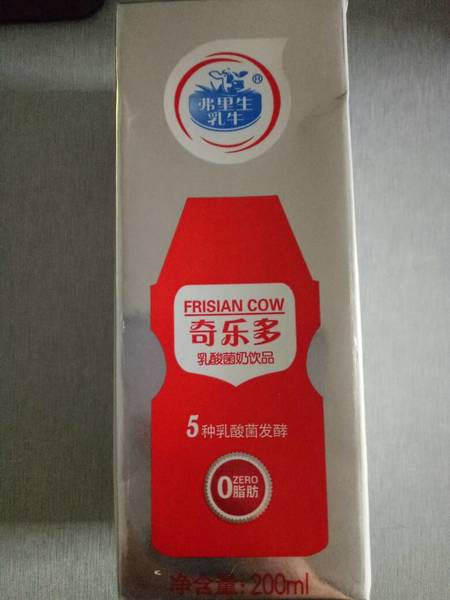 弗里生
®
乳牛
FRISIAN COW
奇乐多
乳酸菌奶饮品
5种乳酸菌发酵
0 ZERO
脂肪
净含量:200ml